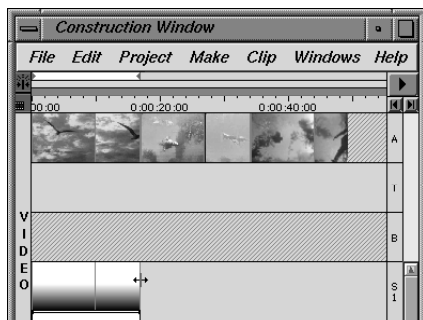 Construction Window
File Edit Project Make Clip Windows Help
00:00 0:00:20:00 0:00:40:00
A
T
VIDEO
B
S1